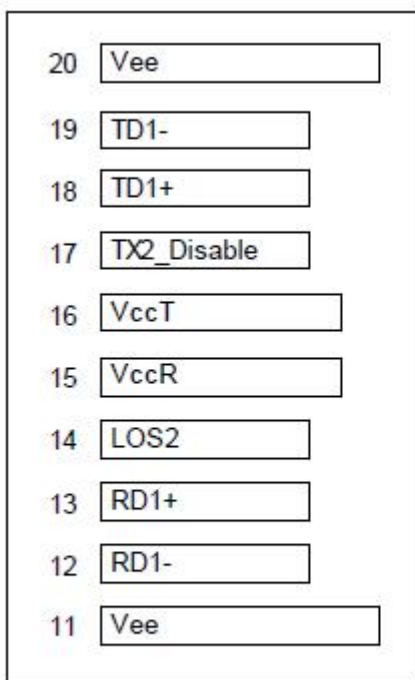 20 Vee
19 TD1-
18 TD1+
17 TX2_Disable
16 VccT
15 VccR
14 LOS2
13 RD1+
12 RD1-
11 Vee